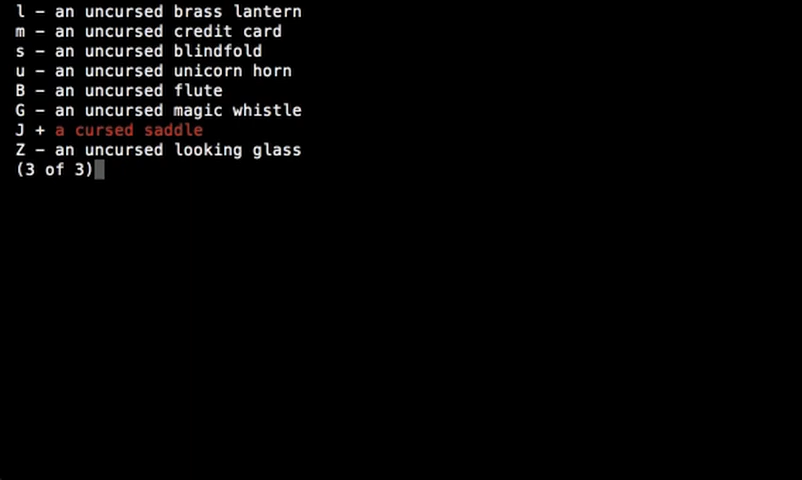 l - an uncursed brass lantern
m - an uncursed credit card
s - an uncursed blindfold
u - an uncursed unicorn horn
B - an uncursed flute
G - an uncursed magic whistle
J + a cursed saddle
Z - an uncursed looking glass
(3 of 3)